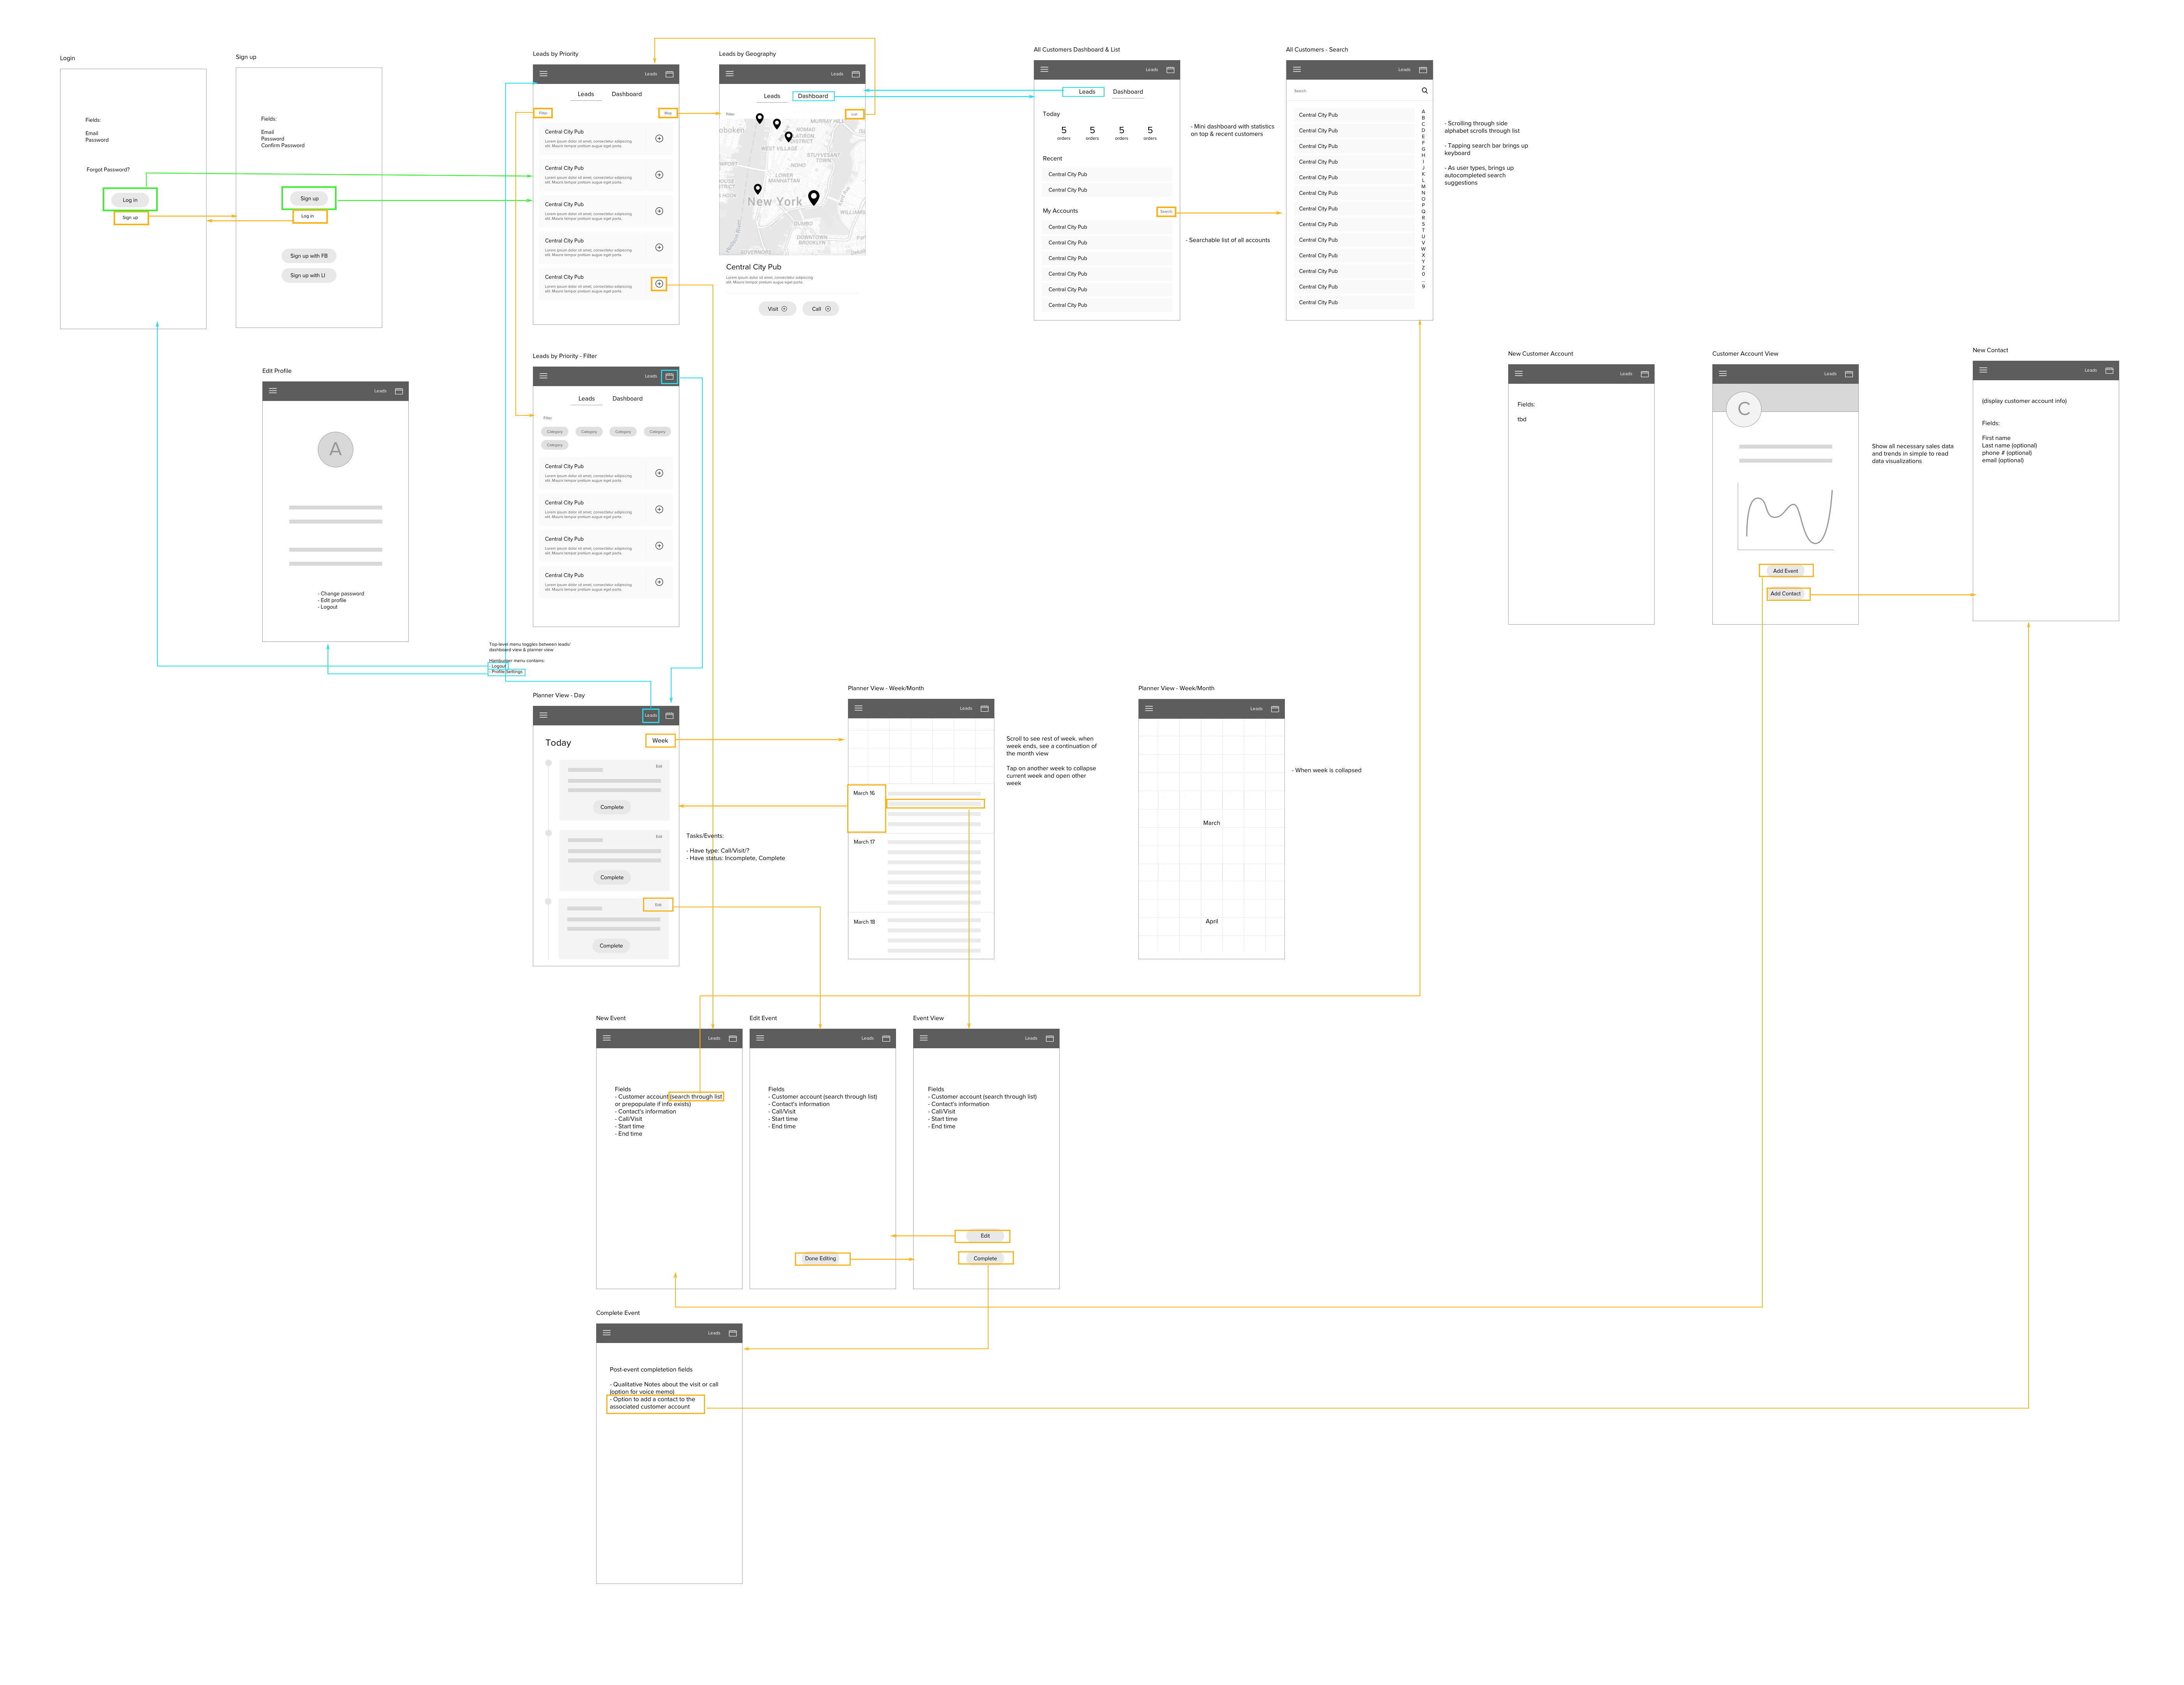 Login
Fields:
Email
Password
Forgot Password?
Log in
Sign up
Sign up
Fields:
Email
Password
Confirm Password
Sign up
Log in
Sign up with FB
Sign up with LI
Leads by Priority
Leads
Leads
Dashboard
Filter
Map
Central City Pub
Lorem ipsum dolor sit amet, consectetur adipiscing
elit. Mauris tempor pretium augue eget porta.
Central City Pub
Lorem ipsum dolor sit amet, consectetur adipiscing
elit. Mauris tempor pretium augue eget porta.
Central City Pub
Lorem ipsum dolor sit amet, consectetur adipiscing
elit. Mauris tempor pretium augue eget porta.
Central City Pub
Lorem ipsum dolor sit amet, consectetur adipiscing
elit. Mauris tempor pretium augue eget porta.
Central City Pub
Lorem ipsum dolor sit amet, consectetur adipiscing
elit. Mauris tempor pretium augue eget porta.
Leads by Geography
Leads
Leads
Dashboard
Filter
List
MURRAY HILL
oboken
NOMAD
DISTRICT
WEST VILLAGE
STUYVESANT
TOWN
NOHO
LOWER
MANHATTAN
New York
WILLIAMS
DUMBO
DOWNTOWN
BROOKLYN
GOVERNORS
Central City Pub
Lorem ipsum dolor sit amet, consectetur adipiscing
elit. Mauris tempor pretium augue eget porta.
Visit
Call
All Customers Dashboard & List
Leads
Leads
Dashboard
Today
5
5
5
5
orders
orders
orders
orders
Recent
Central City Pub
Central City Pub
My Accounts
Search
Central City Pub
Central City Pub
Central City Pub
Central City Pub
Central City Pub
Central City Pub
- Mini dashboard with statistics
on top & recent customers
- Searchable list of all accounts
All Customers - Search
Leads
Search
Central City Pub
Central City Pub
Central City Pub
Central City Pub
Central City Pub
Central City Pub
Central City Pub
Central City Pub
Central City Pub
Central City Pub
Central City Pub
Central City Pub
Central City Pub
A
B
C
D
E
F
G
H
I
J
K
L
M
N
O
P
Q
R
S
T
U
V
W
X
Y
Z
0
-
9
- Scrolling through side
alphabet scrolls through list
- Tapping search bar brings up
keyboard
- As user types, brings up
autocompleted search
suggestions
Edit Profile
Leads
A
- Change password
- Edit profile
- Logout
Leads by Priority - Filter
Leads
Leads
Dashboard
Filter
Category
Category
Category
Category
Category
Central City Pub
Lorem ipsum dolor sit amet, consectetur adipiscing
elit. Mauris tempor pretium augue eget porta.
Central City Pub
Lorem ipsum dolor sit amet, consectetur adipiscing
elit. Mauris tempor pretium augue eget porta.
Central City Pub
Lorem ipsum dolor sit amet, consectetur adipiscing
elit. Mauris tempor pretium augue eget porta.
Central City Pub
Lorem ipsum dolor sit amet, consectetur adipiscing
elit. Mauris tempor pretium augue eget porta.
New Customer Account
Leads
Fields:
tbd
Customer Account View
Leads
C
Add Event
Add Contact
Show all necessary sales data
and trends in simple to read
data visualizations
New Contact
Leads
(display customer account info)
Fields:
First name
Last name (optional)
phone # (optional)
email (optional)
Top-level menu toggles between leads/
dashboard view & planner view
Hamburger menu contains:
- Logout
- Profile Settings
Planner View - Day
Leads
Today
Week
Edit
Complete
Edit
Complete
Edit
Complete
Tasks/Events:
- Have type: Call/Visit/?
- Have status: Incomplete, Complete
Planner View - Week/Month
Leads
March 16
March 17
March 18
Scroll to see rest of week. when
week ends, see a continuation of
the month view
Tap on another week to collapse
current week and open other
week
Planner View - Week/Month
Leads
March
April
- When week is collapsed
New Event
Leads
Fields
- Customer account (search through list
or prepopulate if info exists)
- Contact's information
- Call/Visit
- Start time
- End time
Edit Event
Leads
Fields
- Customer account (search through list)
- Contact's information
- Call/Visit
- Start time
- End time
Done Editing
Event View
Leads
Fields
- Customer account (search through list)
- Contact's information
- Call/Visit
- Start time
- End time
Edit
Complete
Complete Event
Leads
Post-event completetion fields
- Qualitative Notes about the visit or call
(option for voice memo)
- Option to add a contact to the
associated customer account